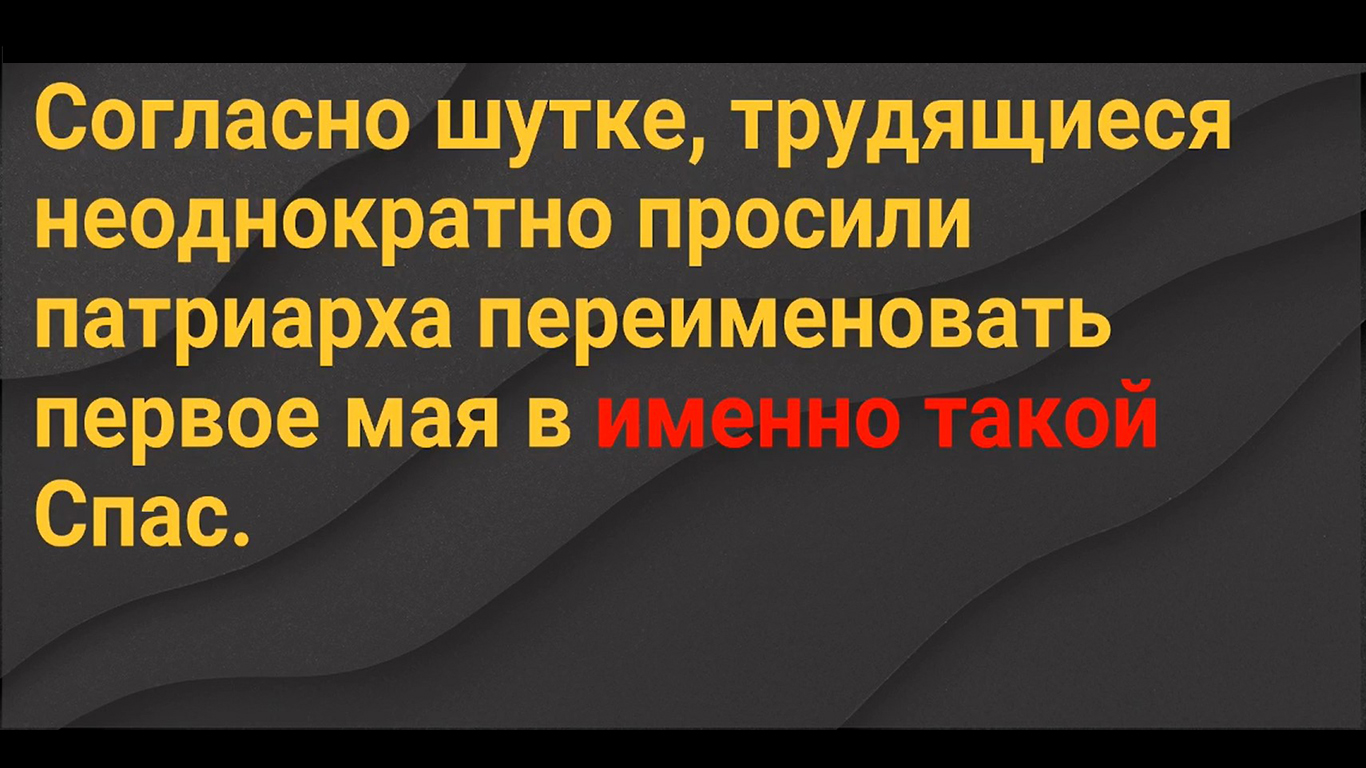 Согласно шутке, трудящиеся
неоднократно просили
патриарха переименовать
первое мая в именно такой
Спас.